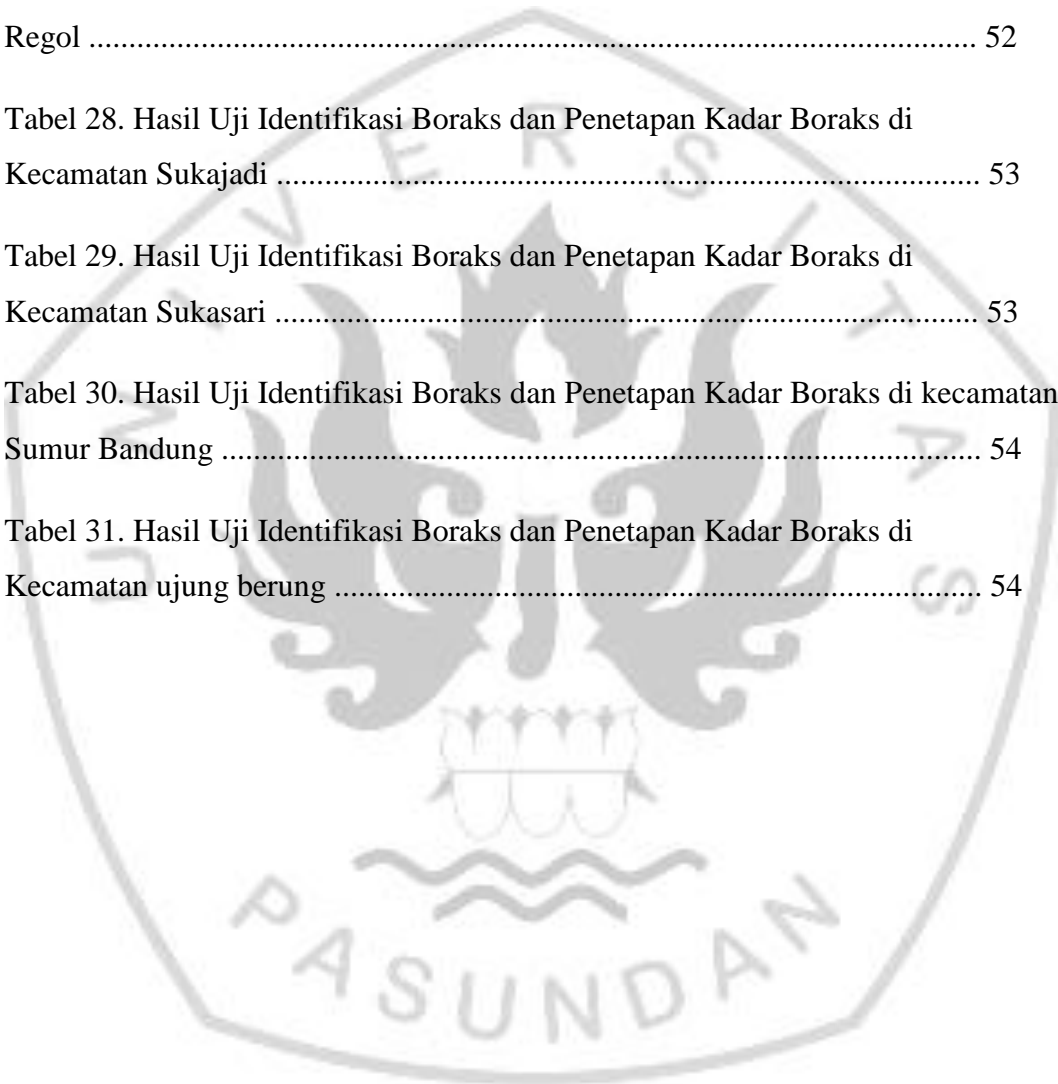 Regol ................................................................................................................ 52
Tabel 28. Hasil Uji Identifikasi Boraks dan Penetapan Kadar Boraks di
Kecamatan Sukajadi ........................................................................................ 53
Tabel 29. Hasil Uji Identifikasi Boraks dan Penetapan Kadar Boraks di
Kecamatan Sukasari ........................................................................................ 53
Tabel 30. Hasil Uji Identifikasi Boraks dan Penetapan Kadar Boraks di kecamatan
Sumur Bandung ............................................................................................... 54
Tabel 31. Hasil Uji Identifikasi Boraks dan Penetapan Kadar Boraks di
Kecamatan ujung berung ................................................................................. 54
UNIVERSITAS
PASUNDAN